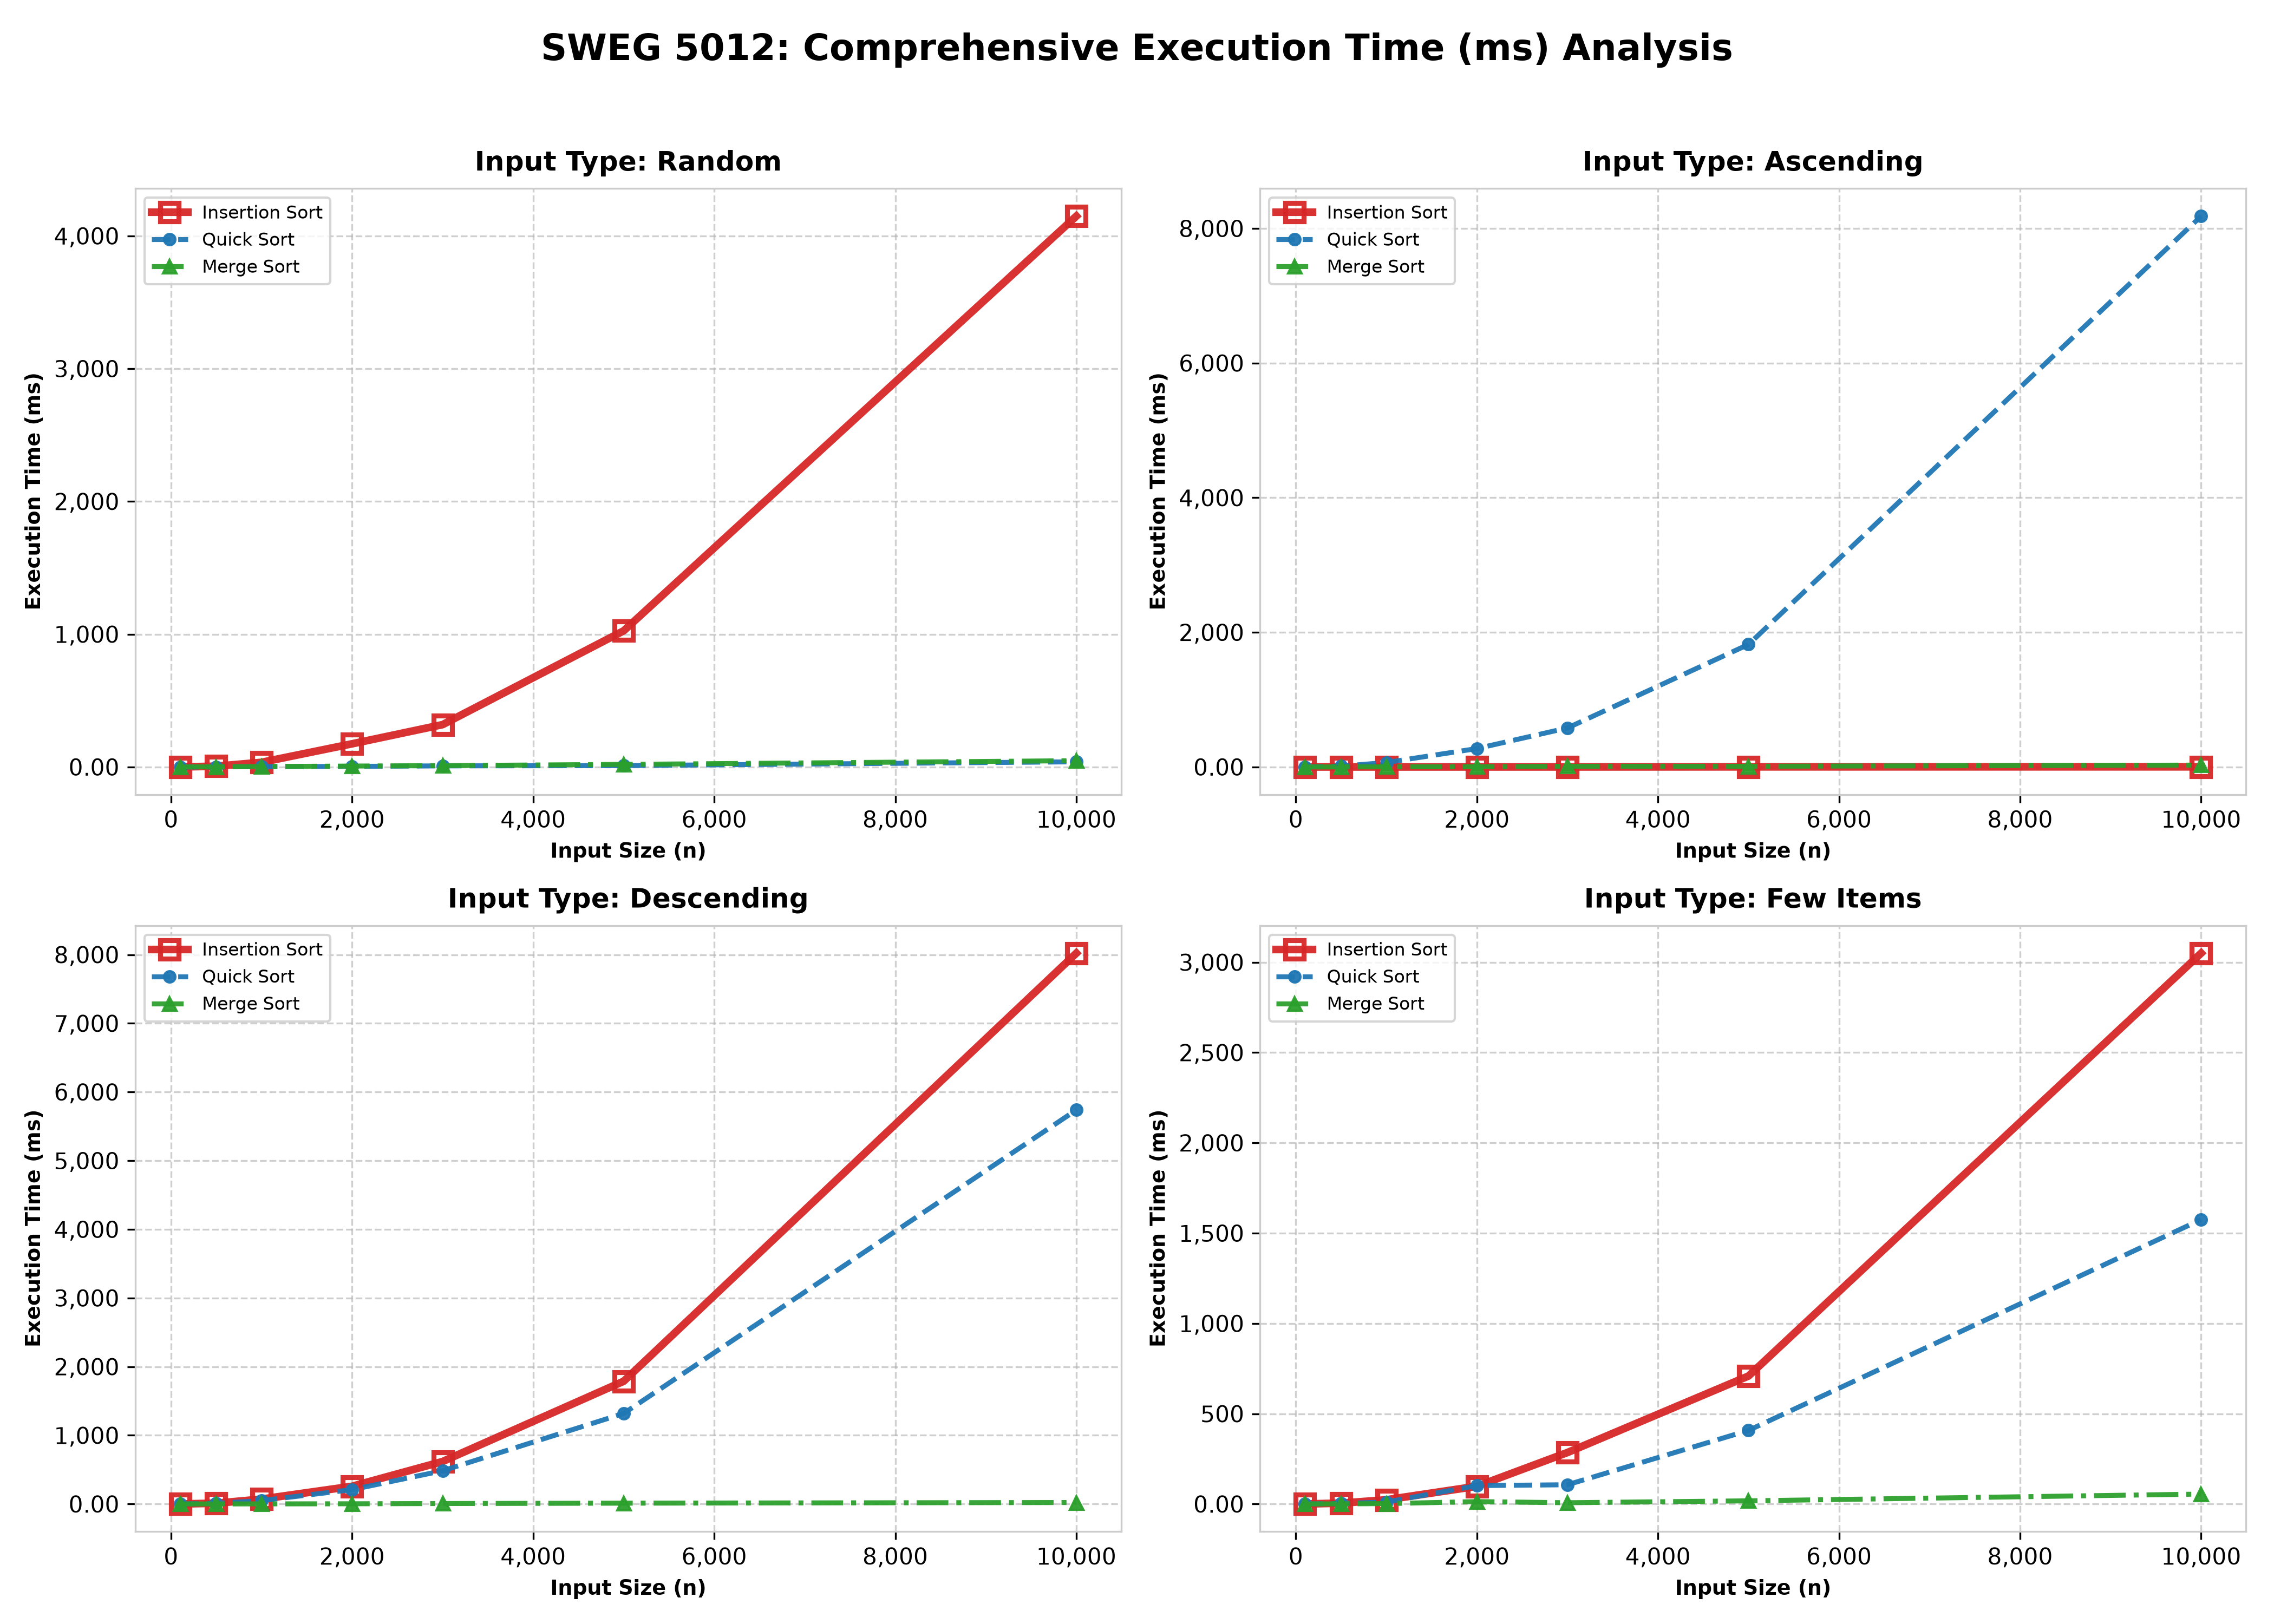 SWEG 5012: Comprehensive Execution Time (ms) Analysis
Input Type: Random
Insertion Sort
Quick Sort
Merge Sort
Execution Time (ms)
4,000
3,000
2,000
1,000
0.00
0 2,000 4,000 6,000 8,000 10,000
Input Size (n)
Input Type: Ascending
Insertion Sort
Quick Sort
Merge Sort
Execution Time (ms)
8,000
6,000
4,000
2,000
0.00
0 2,000 4,000 6,000 8,000 10,000
Input Size (n)
Input Type: Descending
Insertion Sort
Quick Sort
Merge Sort
Execution Time (ms)
8,000
7,000
6,000
5,000
4,000
3,000
2,000
1,000
0.00
0 2,000 4,000 6,000 8,000 10,000
Input Size (n)
Input Type: Few Items
Insertion Sort
Quick Sort
Merge Sort
Execution Time (ms)
3,000
2,500
2,000
1,500
1,000
500
0.00
0 2,000 4,000 6,000 8,000 10,000
Input Size (n)